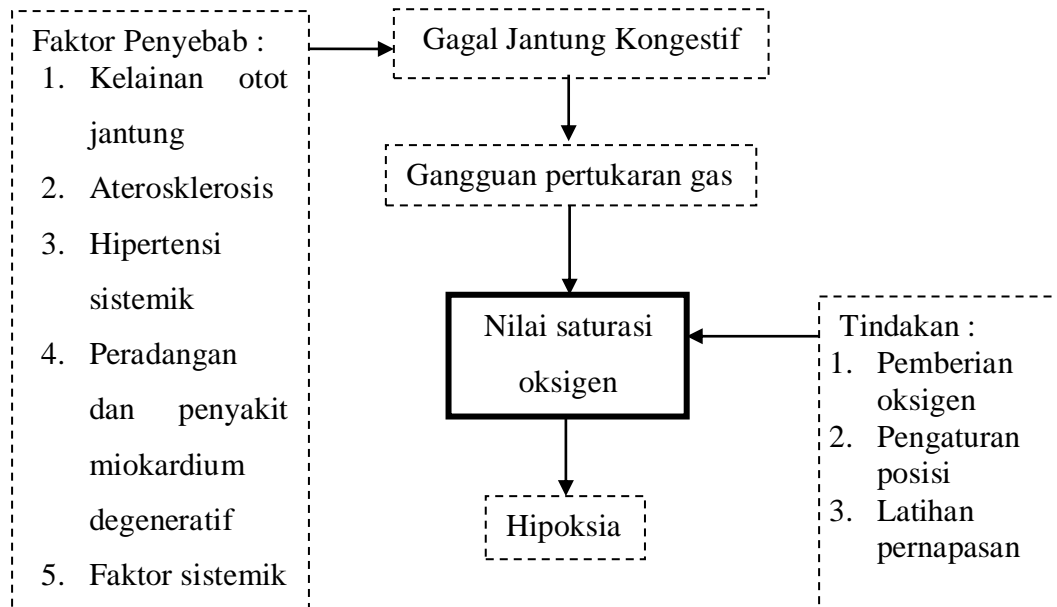 Faktor Penyebab :
1. Kelainan otot
jantung
2. Aterosklerosis
3. Hipertensi
sistemik
4. Peradangan
dan penyakit
miokardium
degeneratif
5. Faktor sistemik
Gagal Jantung Kongestif
Gangguan pertukaran gas
Nilai saturasi
oksigen
Hipoksia
Tindakan :
1. Pemberian
oksigen
2. Pengaturan
posisi
3. Latihan
pernapasan